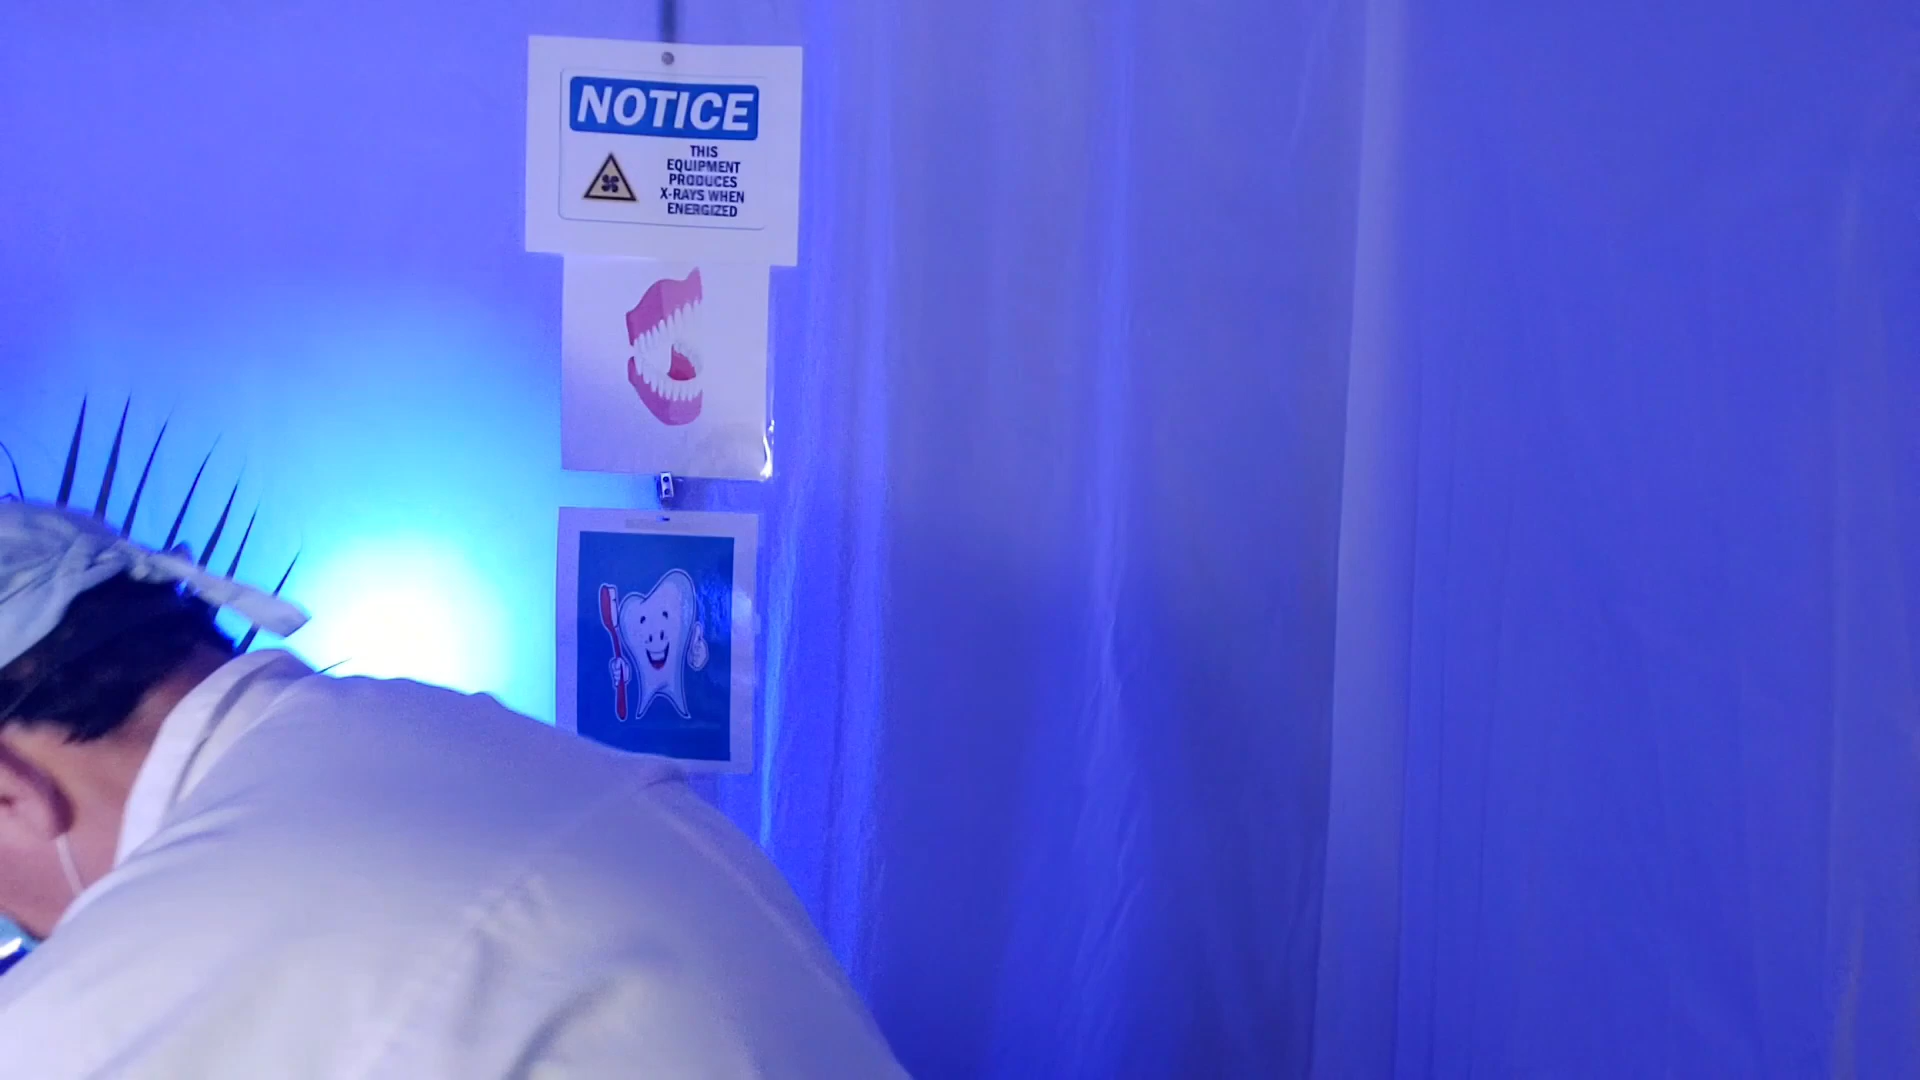 NOTICE
THIS
EQUIPMENT
PRODUCES
X-RAYS WHEN
ENERGIZED